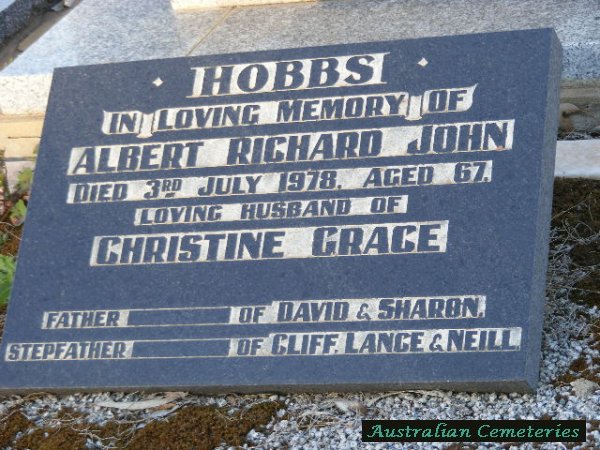 HOBBS
IN LOVING MEMORY OF
ALBERT RICHARD JOHN
DIED 3RD JULY 1978. AGED 67.
LOVING HUSBAND OF
CHRISTINE GRACE
FATHER OF DAVID & SHARON.
STEPFATHER OF CLIFF, LANCE & NEILL.
Australian Cemeteries